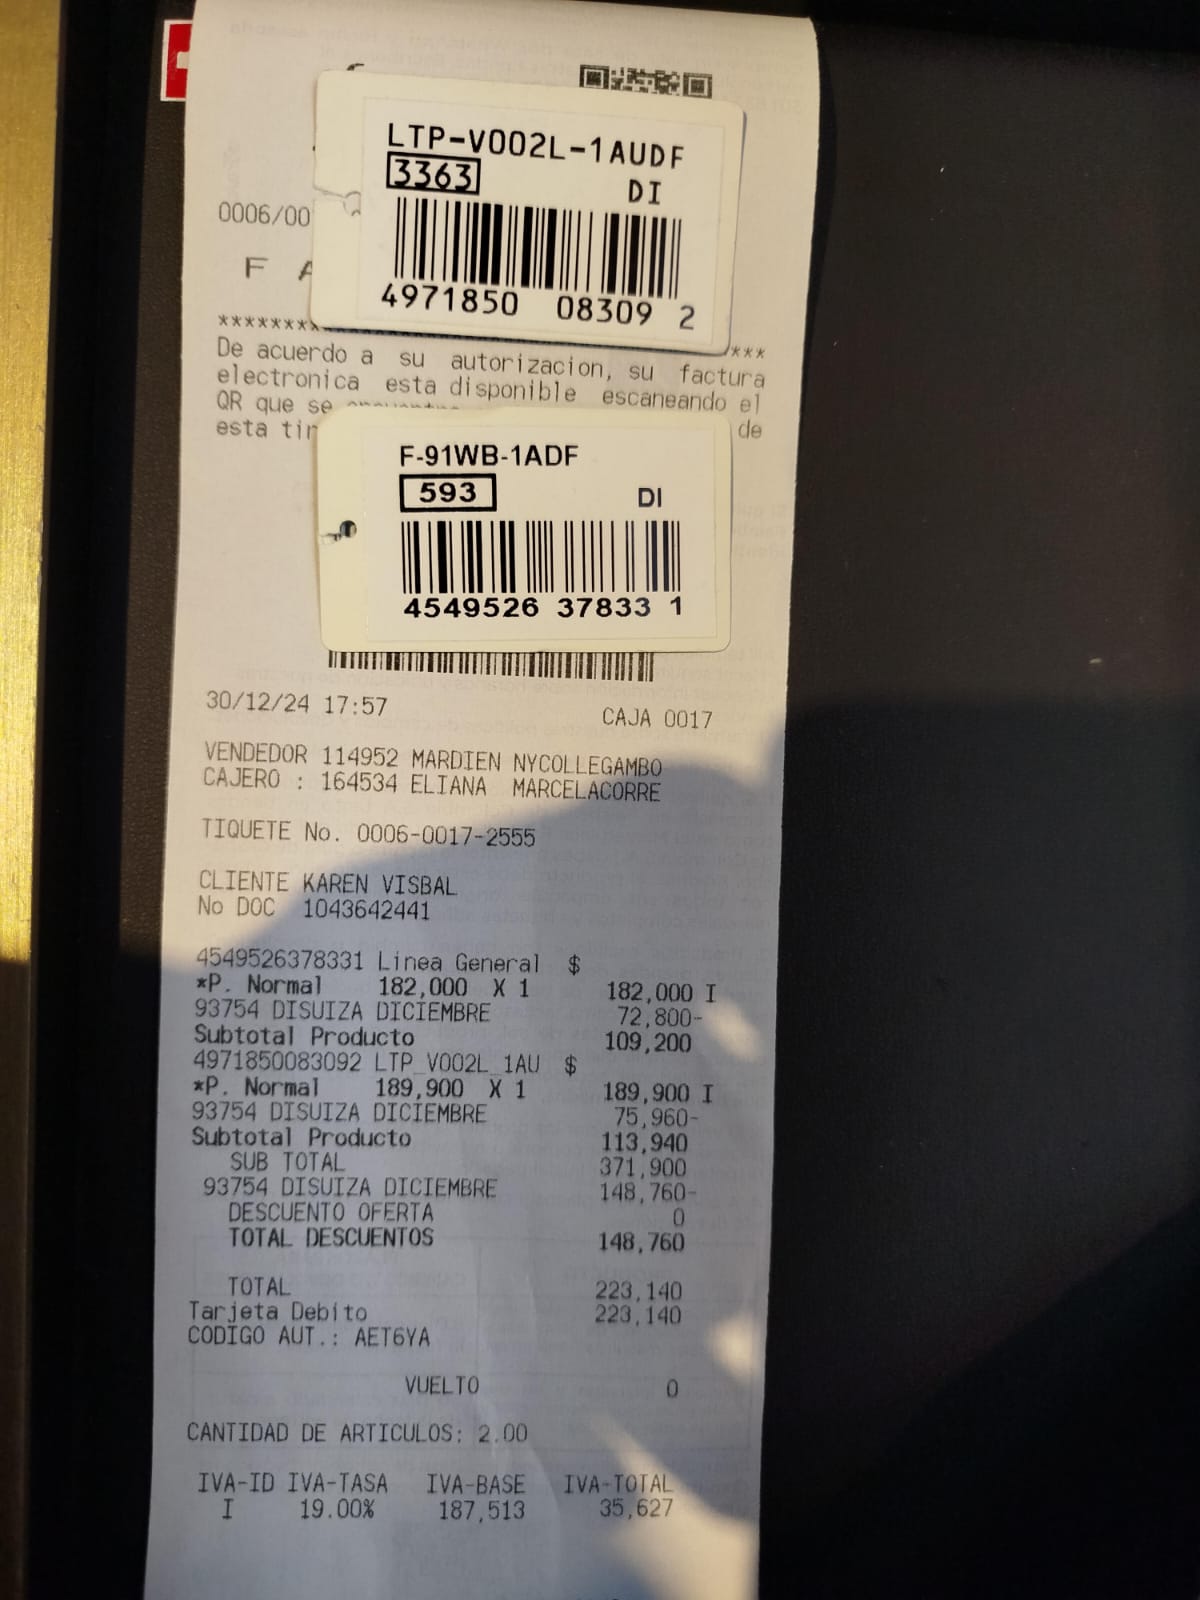 LTP-V002L-1AUDF
3363 DI
4971850 08309 2
0006/00
F A
********
***
De acuerdo a su autorizacion, su factura
electronica esta disponible escaneando el
QR que se
esta de
F-91WB-1ADF
593 DI
4549526 37833 1
30/12/24 17:57 CAJA 0017
VENDEDOR 114952 MARDIEN NYCOLLEGAMBO
CAJERO : 164534 ELIANA MARCELACORRE
TIQUETE No. 0006-0017-2555
CLIENTE KAREN VISBAL
No DOC 1043642441
4549526378331 Linea General $
*P. Normal 182,000 X 1 182,000 I
93754 DISUIZA DICIEMBRE 72,800-
Subtotal Producto 109,200
4971850083092 LTP_V002L_1AU $
*P. Normal 189,900 X 1 189,900 I
93754 DISUIZA DICIEMBRE 75,960-
Subtotal Producto 113,940
SUB TOTAL 371,900
93754 DISUIZA DICIEMBRE 148,760-
DESCUENTO OFERTA 0
TOTAL DESCUENTOS 148,760
TOTAL 223,140
Tarjeta Debito 223,140
CODIGO AUT.: AET6YA
VUELTO 0
CANTIDAD DE ARTICULOS: 2.00
IVA-ID IVA-TASA IVA-BASE IVA-TOTAL
I 19.00% 187,513 35,627